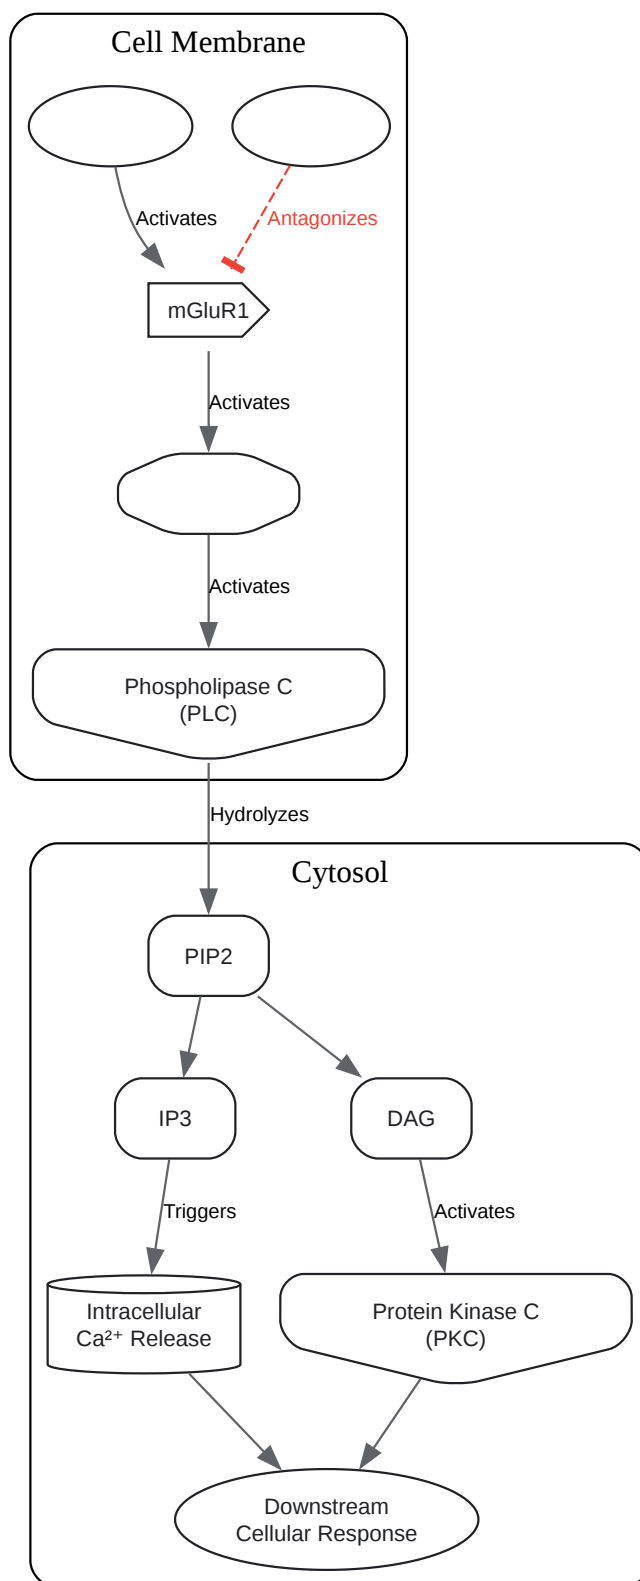 Cell Membrane
Activates
Antagonizes
mGluR1
Activates
Activates
Phospholipase C
(PLC)
Hydrolyzes
Cytosol
PIP2
IP3
DAG
Triggers
Activates
Intracellular
Ca²⁺ Release
Protein Kinase C
(PKC)
Downstream
Cellular Response